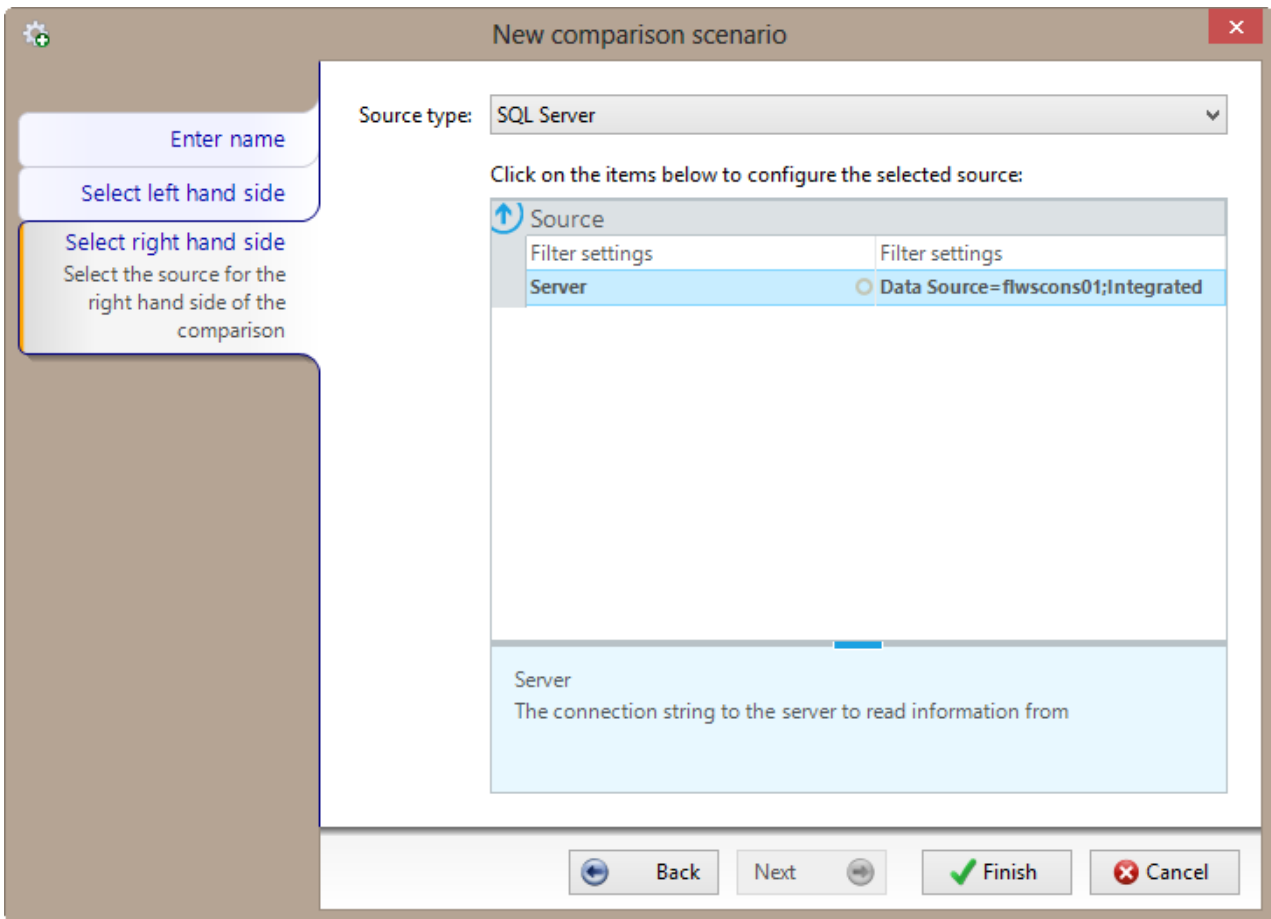 New comparison scenario
Enter name
Select left hand side
Select right hand side
Select the source for the
right hand side of the
comparison
Source type:
SQL Server
Click on the items below to configure the selected source:
Source
Filter settings Filter settings
Server Data Source=flwscons01;Integrated
Server
The connection string to the server to read information from
Back
Next
Finish
Cancel